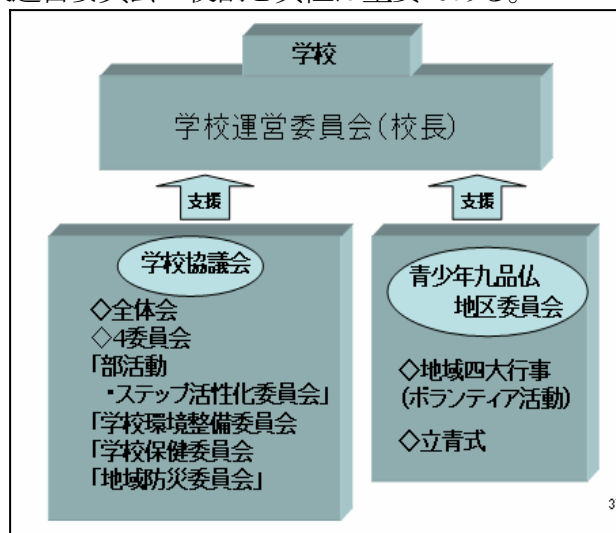 学校
学校運営委員会(校長)
支援
支援
学校協議会
◇全体会
◇4委員会
「部活動
・ステップ活性化委員会」
「学校環境整備委員会
「学校保健委員会
「地域防災委員会」
青少年九品仏
地区委員会
◇地域四大行事
(ボランティア活動)
◇立青式